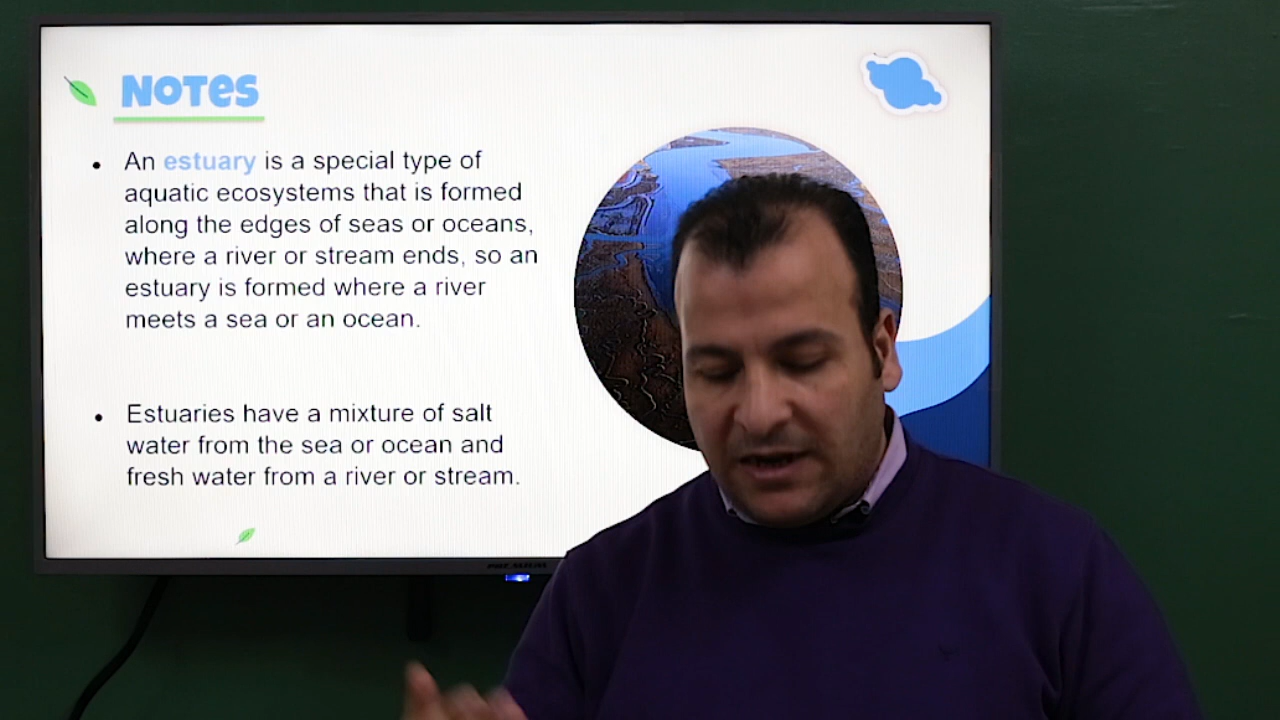 NOTES
• An estuary is a special type of
aquatic ecosystems that is formed
along the edges of seas or oceans,
where a river or stream ends, so an
estuary is formed where a river
meets a sea or an ocean.
• Estuaries have a mixture of salt
water from the sea or ocean and
fresh water from a river or stream.